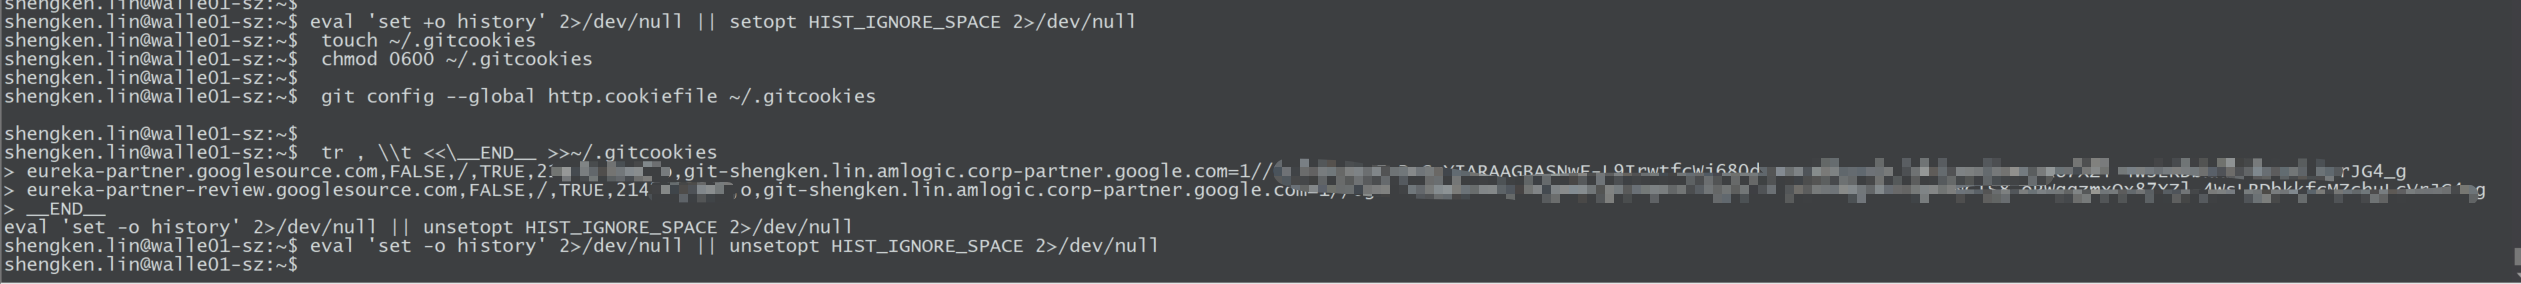 shengken.lin@walle01-sz:~$
shengken.lin@walle01-sz:~$ eval 'set +o history' 2>/dev/null || setopt HIST_IGNORE_SPACE 2>/dev/null
shengken.lin@walle01-sz:~$  touch ~/.gitcookies
shengken.lin@walle01-sz:~$  chmod 0600 ~/.gitcookies
shengken.lin@walle01-sz:~$
shengken.lin@walle01-sz:~$  git config --global http.cookiefile ~/.gitcookies
shengken.lin@walle01-sz:~$
shengken.lin@walle01-sz:~$  tr , \\t <<\__END__ >>~/.gitcookies
> eureka-partner.googlesource.com,FALSE,/,TRUE,2 ,git-shengken.lin.amlogic.corp-partner.google.com=1// rJG4_g
> eureka-partner-review.googlesource.com,FALSE,/,TRUE,214 ,o,git-shengken.lin.amlogic.corp-partner.google.com=1//
> __END__
eval 'set -o history' 2>/dev/null || unsetopt HIST_IGNORE_SPACE 2>/dev/null
shengken.lin@walle01-sz:~$ eval 'set -o history' 2>/dev/null || unsetopt HIST_IGNORE_SPACE 2>/dev/null
shengken.lin@walle01-sz:~$